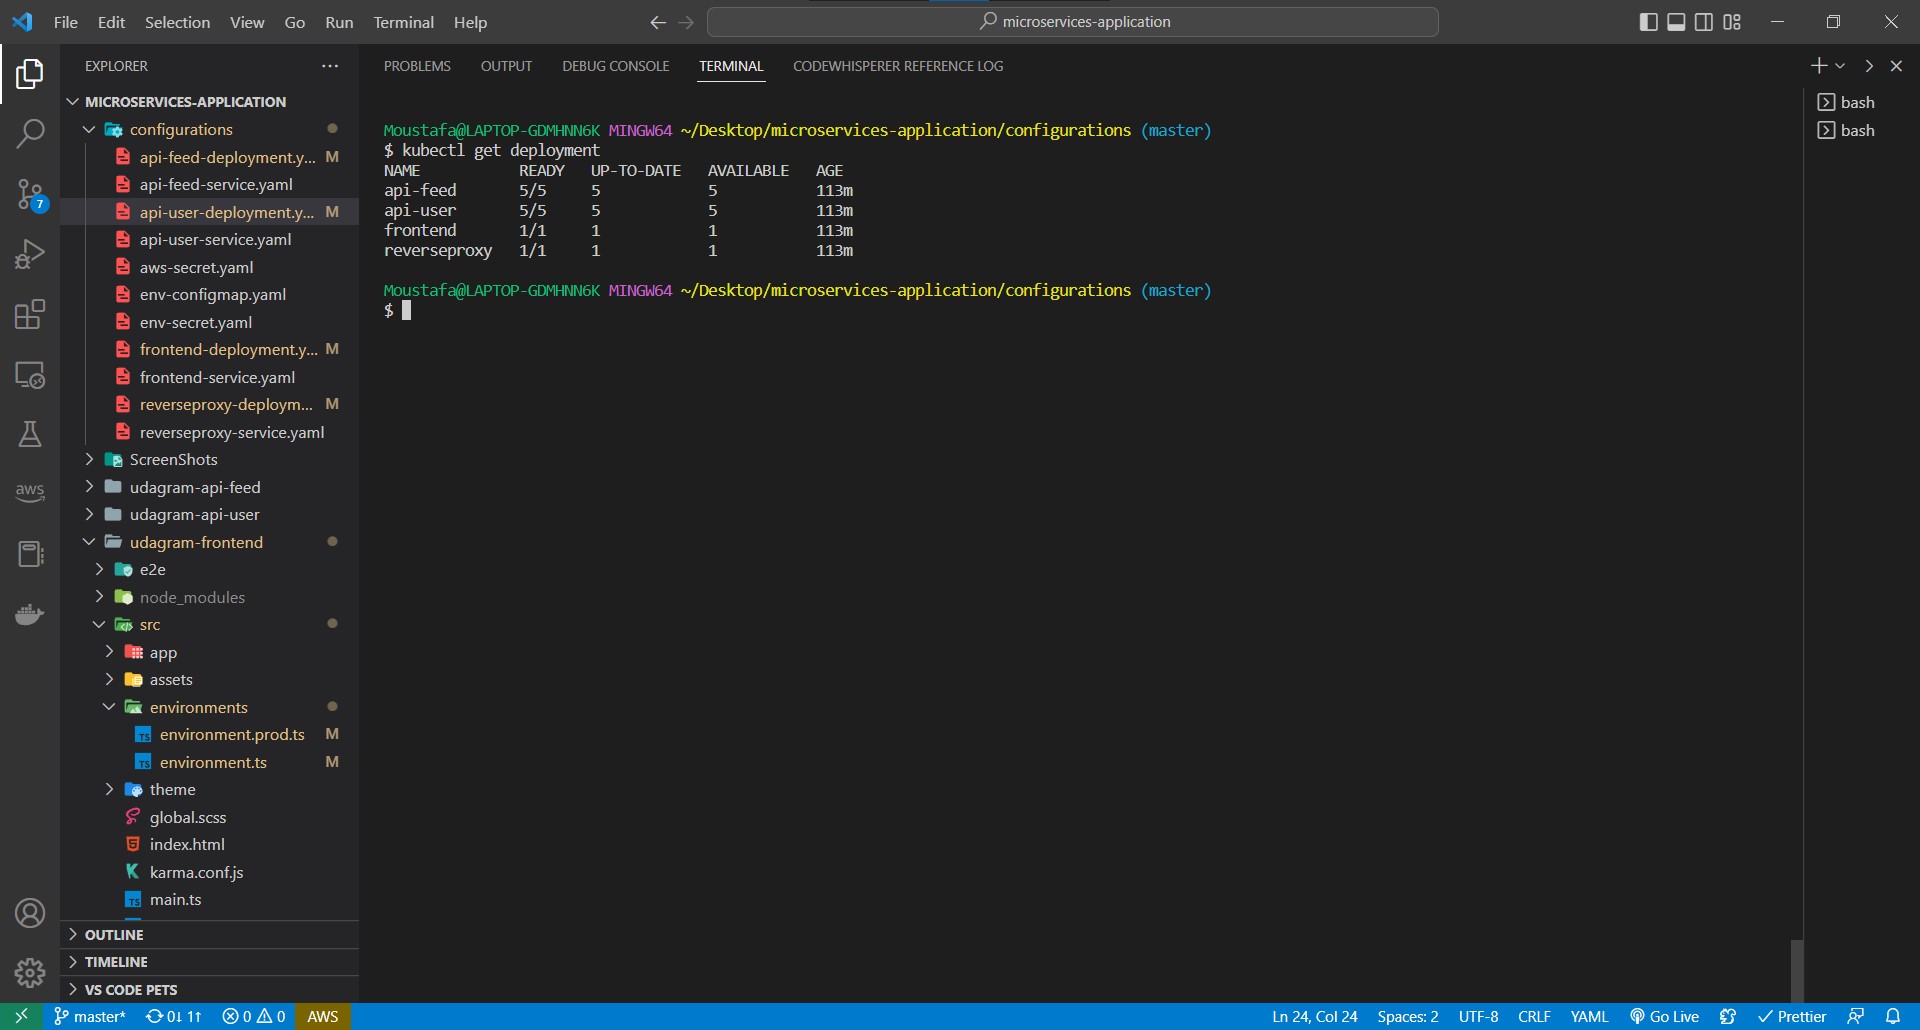 File Edit Selection View Go Run Terminal Help
microservices-application
EXPLORER
MICROSERVICES-APPLICATION
configurations
api-feed-deployment.y... M
api-feed-service.yaml
api-user-deployment.y... M
api-user-service.yaml
aws-secret.yaml
env-configmap.yaml
env-secret.yaml
frontend-deployment.y... M
frontend-service.yaml
reverseproxy-deploym... M
reverseproxy-service.yaml
ScreenShots
udagram-api-feed
udagram-api-user
udagram-frontend
e2e
node_modules
src
app
assets
environments
TS environment.prod.ts M
TS environment.ts M
theme
global.scss
index.html
karma.conf.js
TS main.ts
OUTLINE
TIMELINE
VS CODE PETS
7
aws
PROBLEMS OUTPUT DEBUG CONSOLE TERMINAL CODEWHISPERER REFERENCE LOG
Moustafa@LAPTOP-GDMHNN6K MINGW64 ~/Desktop/microservices-application/configurations (master)
$ kubectl get deployment
NAME READY UP-TO-DATE AVAILABLE AGE
api-feed 5/5 5 5 113m
api-user 5/5 5 5 113m
frontend 1/1 1 1 113m
reverseproxy 1/1 1 1 113m
Moustafa@LAPTOP-GDMHNN6K MINGW64 ~/Desktop/microservices-application/configurations (master)
$
bash
bash
master* 0↓ 1↑ 0 0 AWS
Ln 24, Col 24 Spaces: 2 UTF-8 CRLF YAML Go Live Prettier